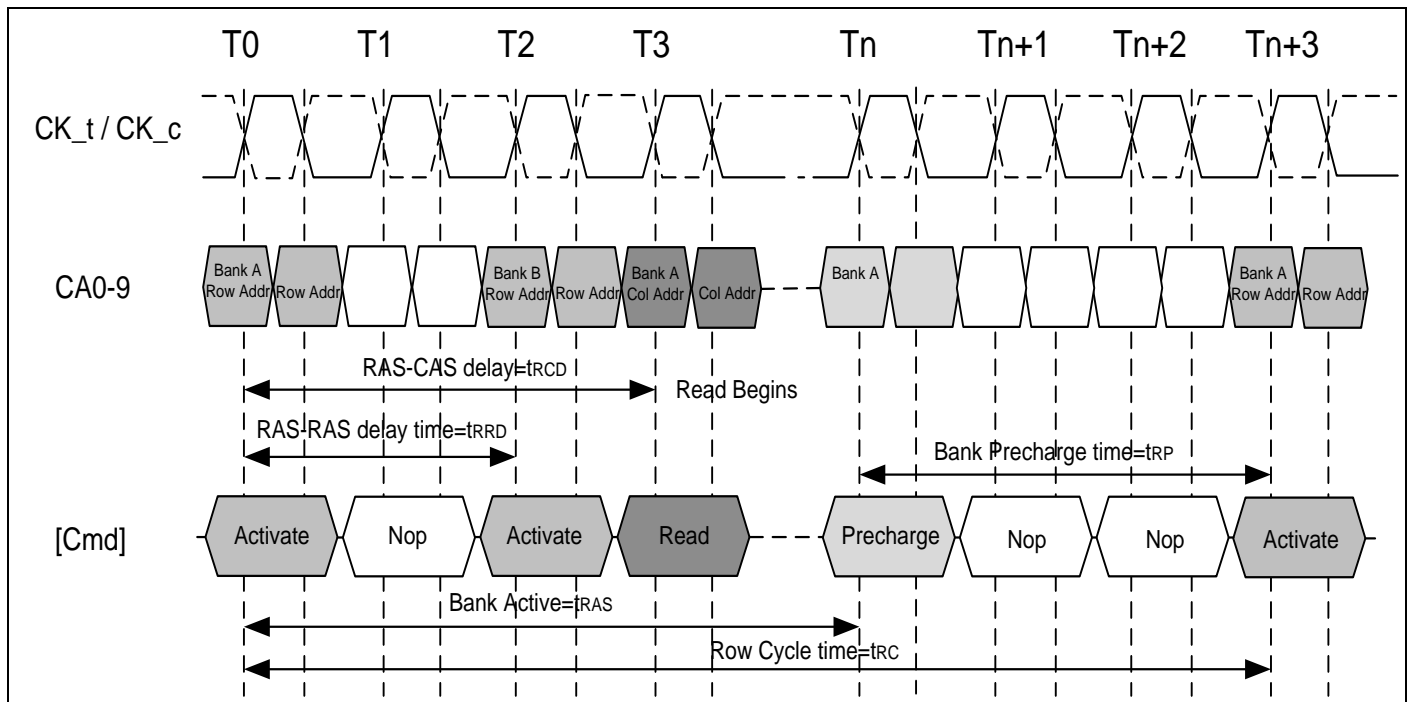 T0 T1 T2 T3 Tn Tn+1 Tn+2 Tn+3
CK_t / CK_c
CA0-9
Bank A
Row Addr
Row Addr
Bank B
Row Addr
Row Addr
Bank A
Col Addr
Col Addr
Bank A
Bank A
Row Addr
Row Addr
RAS-CAS delay=tRCD
Read Begins
RAS-RAS delay time=tRRD
Bank Precharge time=tRP
[Cmd]
Activate Nop Activate Read Precharge Nop Nop Activate
Bank Active=tRAS
Row Cycle time=tRC